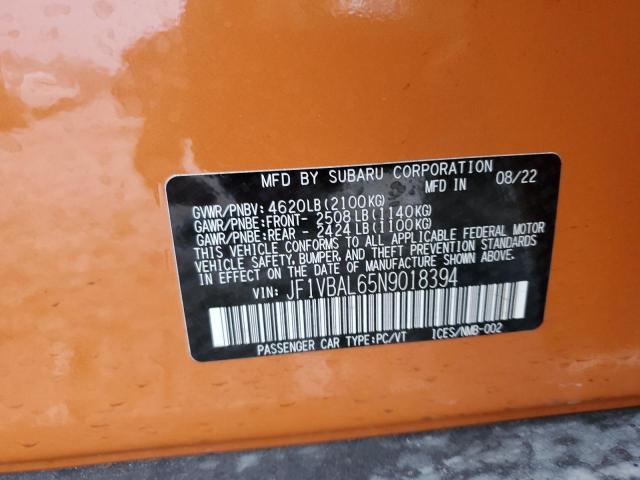 MFD BY SUBARU CORPORATION
MFD IN 08/22
GVWR/PNBV: 4620LB(2100KG)
GAWR/PNBE:FRONT- 2508LB(1140KG)
GAWR/PNBE:REAR - 2424LB(1100KG)
THIS VEHICLE CONFORMS TO ALL APPLICABLE FEDERAL MOTOR
VEHICLE SAFETY, BUMPER, AND THEFT PREVENTION STANDARDS
IN EFFECT ON THE DATE OF MANUFACTURE SHOWN ABOVE.
VIN: JF1VBAL65N9018394
PASSENGER CAR TYPE:PC/VT ICES/NMB-002